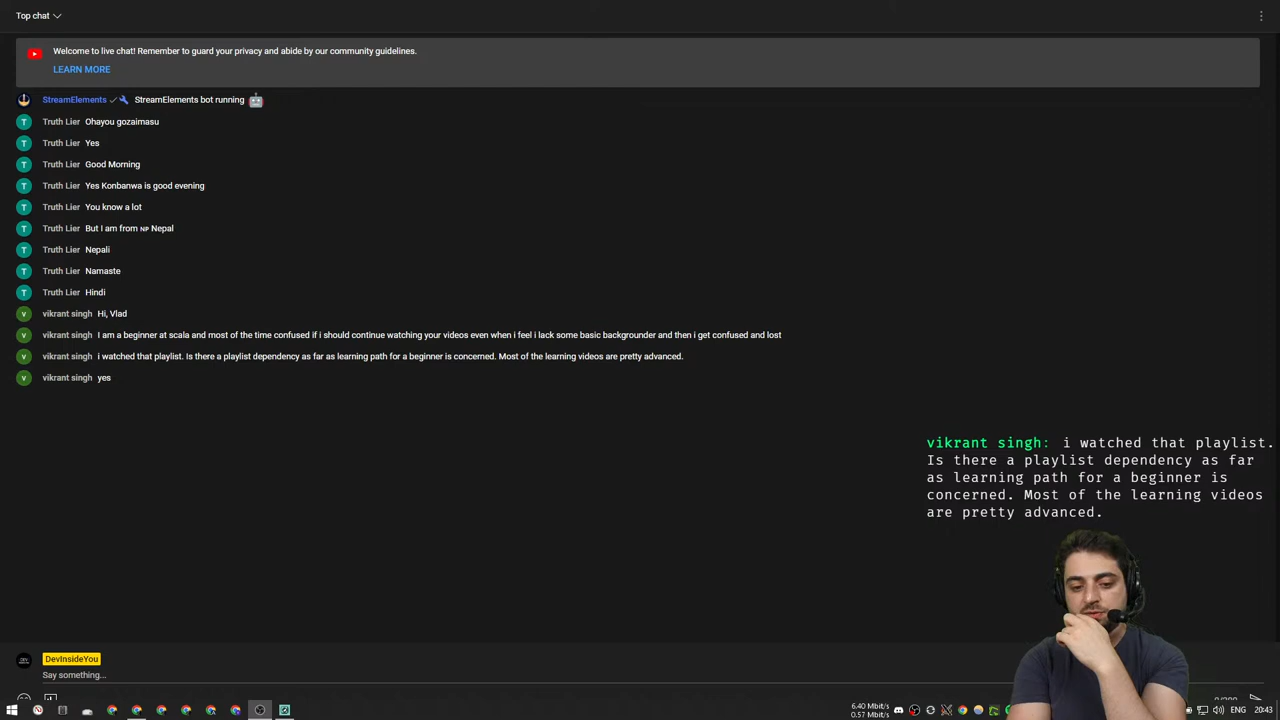 Top chat
Welcome to live chat! Remember to guard your privacy and abide by our community guidelines.
LEARN MORE
StreamElements StreamElements bot running
T Truth Lier Ohayou gozaimasu
T Truth Lier Yes
T Truth Lier Good Morning
T Truth Lier Yes Konbanwa is good evening
T Truth Lier You know a lot
T Truth Lier But I am from NP Nepal
T Truth Lier Nepali
T Truth Lier Namaste
T Truth Lier Hindi
v vikrant singh Hi, Vlad
v vikrant singh I am a beginner at scala and most of the time confused if i should continue watching your videos even when i feel i lack some basic backgrounder and then i get confused and lost
v vikrant singh i watched that playlist. Is there a playlist dependency as far as learning path for a beginner is concerned. Most of the learning videos are pretty advanced.
v vikrant singh yes
vikrant singh: i watched that playlist.
Is there a playlist dependency as far
as learning path for a beginner is
concerned. Most of the learning videos
are pretty advanced.
DevInsideYou
Say something...
6.40 Mbit/s
0.57 Mbit/s
ENG
20:43